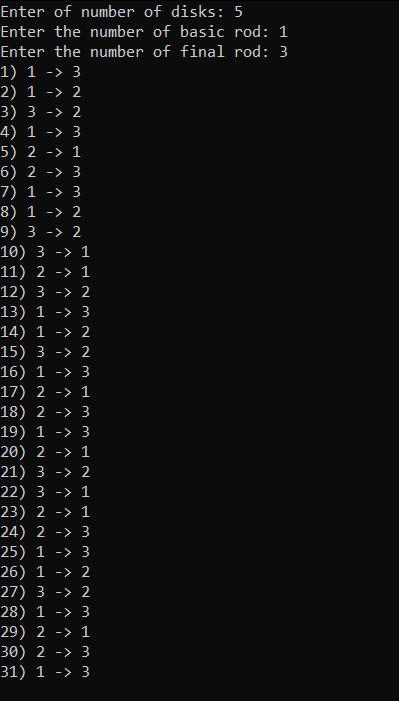 Enter of number of disks: 5
Enter the number of basic rod: 1
Enter the number of final rod: 3
1) 1 -> 3
2) 1 -> 2
3) 3 -> 2
4) 1 -> 3
5) 2 -> 1
6) 2 -> 3
7) 1 -> 3
8) 1 -> 2
9) 3 -> 2
10) 3 -> 1
11) 2 -> 1
12) 3 -> 2
13) 1 -> 3
14) 1 -> 2
15) 3 -> 2
16) 1 -> 3
17) 2 -> 1
18) 2 -> 3
19) 1 -> 3
20) 2 -> 1
21) 3 -> 2
22) 3 -> 1
23) 2 -> 1
24) 2 -> 3
25) 1 -> 3
26) 1 -> 2
27) 3 -> 2
28) 1 -> 3
29) 2 -> 1
30) 2 -> 3
31) 1 -> 3